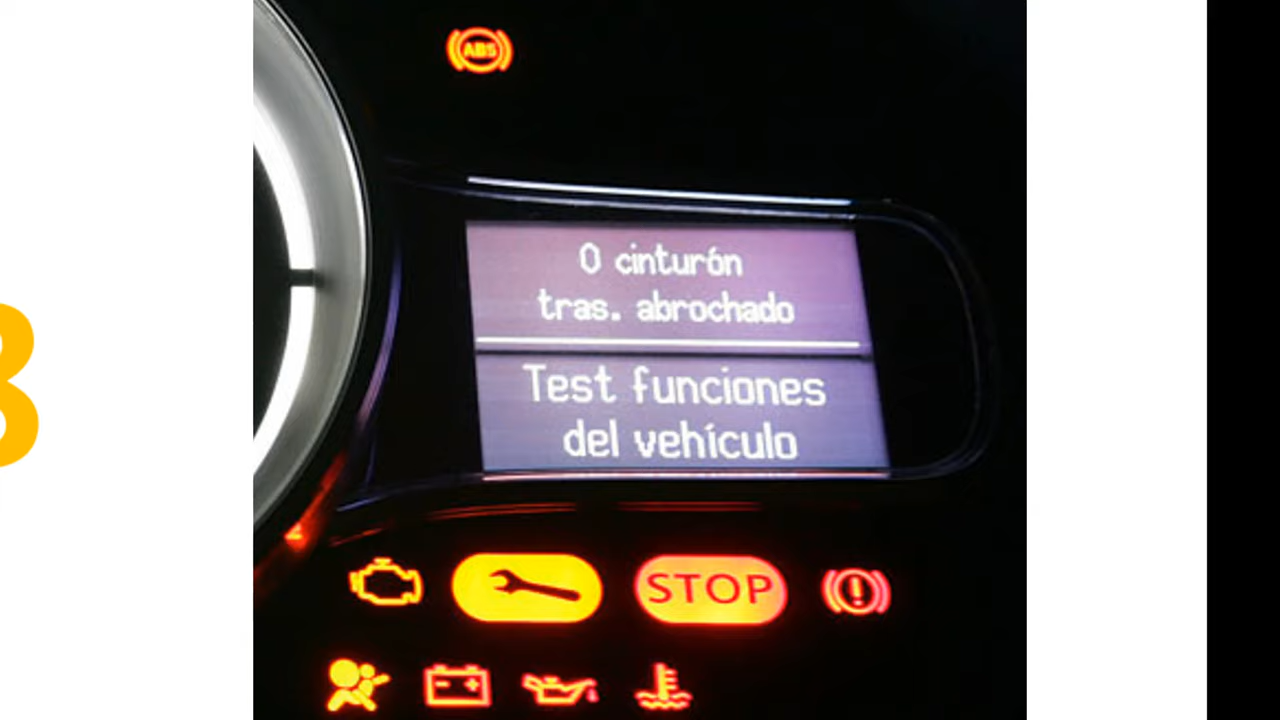 ABS
0 cinturón
tras. abrochado
Test funciones
del vehículo
STOP